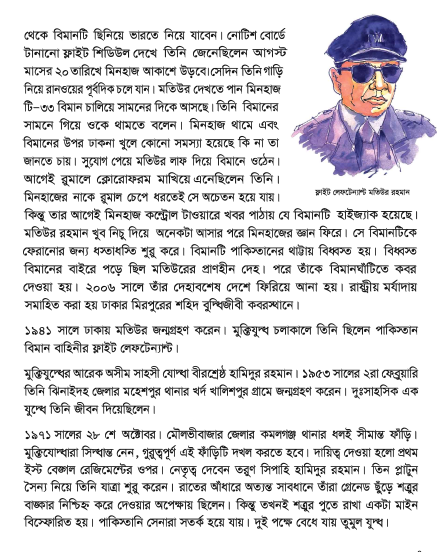 থেকে বিমানটি ছিনিয়ে ভারতে নিয়ে যাবেন। নোটিশ বোর্ডে
টানানো ফ্লাইট শিডিউল দেখে তিনি জেনেছিলেন আগস্ট
মাসের ২০ তারিখে মিনহাজ আকাশে উড়বে। সেদিন তিনি গাড়ি
নিয়ে রানওয়ের পূর্বদিকে চলে যান। মতিউর দেখতে পান মিনহাজ
টি-৩৩ বিমান চালিয়ে সামনের দিকে আসছে। তিনি বিমানের
সামনে গিয়ে ওকে থামতে বলেন। মিনহাজ থামে এবং
বিমানের উপর ঢাকনা খুলে কোনো সমস্যা হয়েছে কি না তা
জানতে চায়। সুযোগ পেয়ে মতিউর লাফ দিয়ে বিমানে ওঠেন।
আগেই রুমালে ক্লোরোফরম মাখিয়ে এনেছিলেন তিনি।
মিনহাজের নাকে রুমাল চেপে ধরতেই সে অচেতন হয়ে যায়।
ফ্লাইট লেফটেন্যান্ট মতিউর রহমান
কিন্তু তার আগেই মিনহাজ কন্ট্রোল টাওয়ারে খবর পাঠায় যে বিমানটি হাইজ্যাক হয়েছে।
মতিউর রহমান খুব নিচু দিয়ে অনেকটা আসার পরে মিনহাজের জ্ঞান ফিরে। সে বিমানটিকে
ফেরানোর জন্য ধস্তাধস্তি শুরু করে। বিমানটি পাকিস্তানের থাট্টায় বিধ্বস্ত হয়। বিধ্বস্ত
বিমানের বাইরে পড়ে ছিল মতিউরের প্রাণহীন দেহ। পরে তাঁকে বিমানঘাঁটিতে কবর
দেওয়া হয়। ২০০৬ সালে তাঁর দেহাবশেষ দেশে ফিরিয়ে আনা হয়। রাষ্ট্রীয় মর্যাদায়
সমাহিত করা হয় ঢাকার মিরপুরের শহিদ বুদ্ধিজীবী কবরস্থানে।
১৯৪১ সালে ঢাকায় মতিউর জন্মগ্রহণ করেন। মুক্তিযুদ্ধ চলাকালে তিনি ছিলেন পাকিস্তান
বিমান বাহিনীর ফ্লাইট লেফটেন্যান্ট।
মুক্তিযুদ্ধের আরেক অসীম সাহসী যোদ্ধা বীরশ্রেষ্ঠ হামিদুর রহমান। ১৯৫৩ সালের ২রা ফেব্রুয়ারি
তিনি ঝিনাইদহ জেলার মহেশপুর থানার খর্দ খালিশপুর গ্রামে জন্মগ্রহণ করেন। দুঃসাহসিক এক
যুদ্ধে তিনি জীবন দিয়েছিলেন।
১৯৭১ সালের ২৮ শে অক্টোবর। মৌলভীবাজার জেলার কমলগঞ্জ থানার ধলই সীমান্ত ফাঁড়ি।
মুক্তিযোদ্ধারা সিদ্ধান্ত নেন, গুরুত্বপূর্ণ এই ফাঁড়িটি দখল করতে হবে। দায়িত্ব দেওয়া হলো প্রথম
ইস্ট বেঙ্গল রেজিমেন্টের ওপর। নেতৃত্ব দেবেন তরুণ সিপাহি হামিদুর রহমান। তিন প্লাটুন
সৈন্য নিয়ে তিনি যাত্রা শুরু করেন। রাতের আঁধারে অত্যন্ত সাবধানে তাঁরা গ্রেনেড ছুঁড়ে শত্রুর
বাঙ্কার নিশ্চিহ্ন করে দেওয়ার অপেক্ষায় ছিলেন। কিন্তু তখনই শত্রুর পুতে রাখা একটা মাইন
বিস্ফোরিত হয়। পাকিস্তানি সেনারা সতর্ক হয়ে যায়। দুই পক্ষে বেধে যায় তুমুল যুদ্ধ।